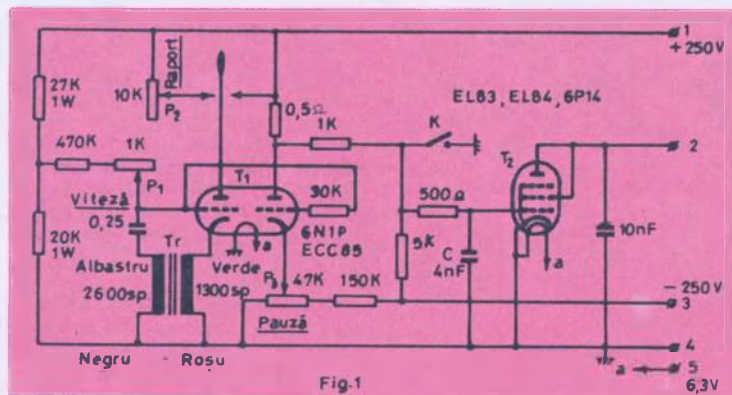 1
+250V
Raport
27K
1W
10K
P2
EL83, EL84, 6P14
0,5Ω
1K
K
470K
1K
2
T1
T2
P1
Viteză
30K
500Ω
0,25
6N1P
ECC85
10nF
20K
1W
Tr
a
5K
C
4nF
a
Verde
Albastru
P3
47K
150K
-250V
2600sp.
1300sp
3
Pauză
4
Negru
Roșu
a
5
Fig.1
6,3V